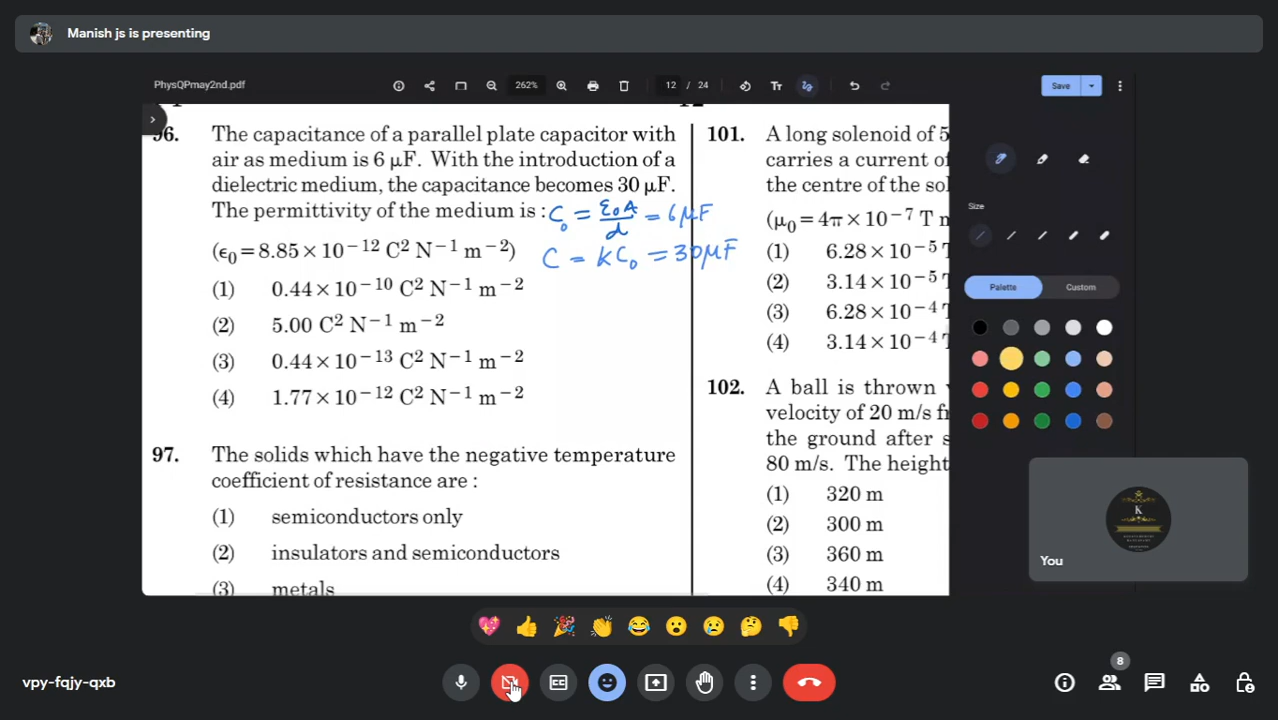 Manish js is presenting
PhysQPmay2nd.pdf
262%
12 / 24
Save
96. The capacitance of a parallel plate capacitor with
air as medium is 6 μF. With the introduction of a
dielectric medium, the capacitance becomes 30 μF.
The permittivity of the medium is :
C₀ = ε₀A/d = 6μF
(ϵ₀=8.85×10⁻¹² C² N⁻¹ m⁻²)
C = KC₀ = 30μF
(1) 0.44×10⁻¹⁰ C² N⁻¹ m⁻²
(2) 5.00 C² N⁻¹ m⁻²
(3) 0.44×10⁻¹³ C² N⁻¹ m⁻²
(4) 1.77×10⁻¹² C² N⁻¹ m⁻²
97. The solids which have the negative temperature
coefficient of resistance are :
(1) semiconductors only
(2) insulators and semiconductors
(3) metals
101. A long solenoid of 5
carries a current of
the centre of the sol
(μ₀=4π×10⁻⁷ T m
(1) 6.28×10⁻⁵ T
(2) 3.14×10⁻⁵ T
(3) 6.28×10⁻⁴ T
(4) 3.14×10⁻⁴ T
102. A ball is thrown
velocity of 20 m/s fr
the ground after s
80 m/s. The height
(1) 320 m
(2) 300 m
(3) 360 m
(4) 340 m
Size
Palette Custom
K
You
vpy-fqjy-qxb
8